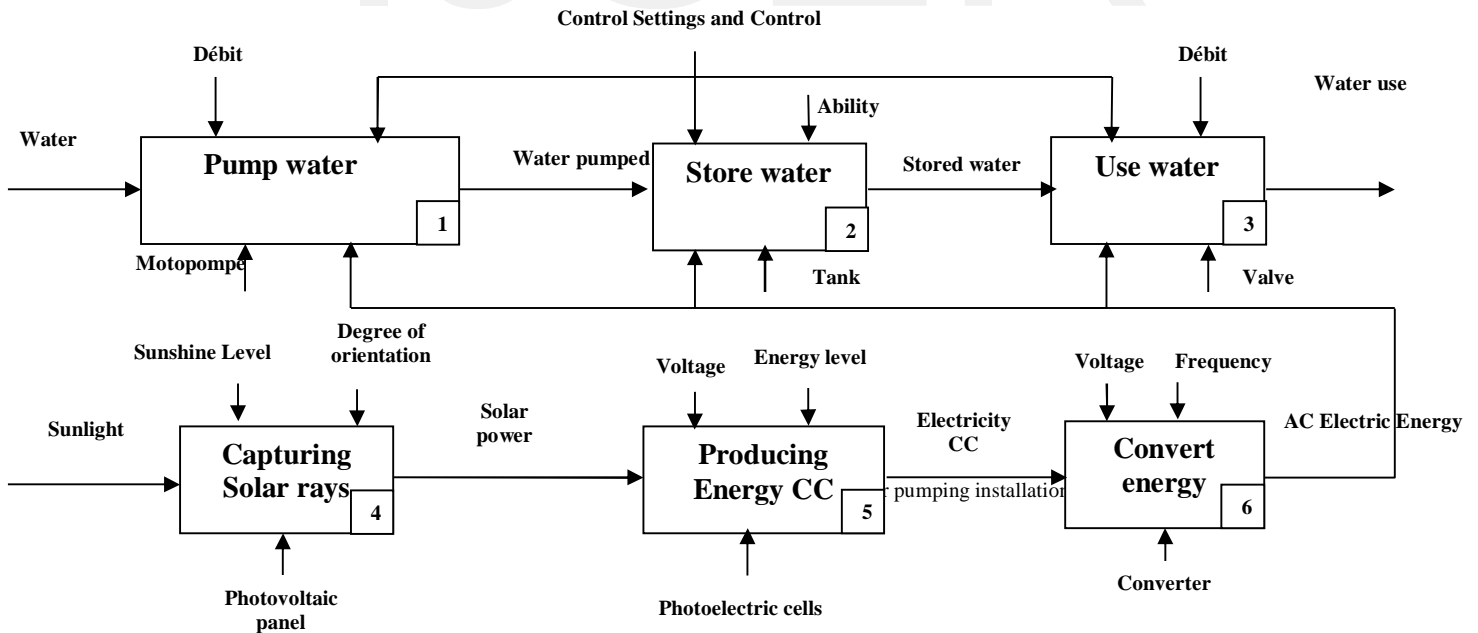 Control Settings and Control
Débit
Débit
Water use
Ability
Water
Pump water
Water pumped
Store water
Stored water
Use water
1
2
3
Motopompe
Tank
Valve
Degree of
orientation
Sunshine Level
Voltage
Energy level
Voltage
Frequency
Sunlight
Solar
power
Electricity
CC
AC Electric Energy
Capturing
Solar rays
Producing
Energy CC
Convert
energy
pumping installation
4
5
6
Photovoltaic
panel
Photoelectric cells
Converter